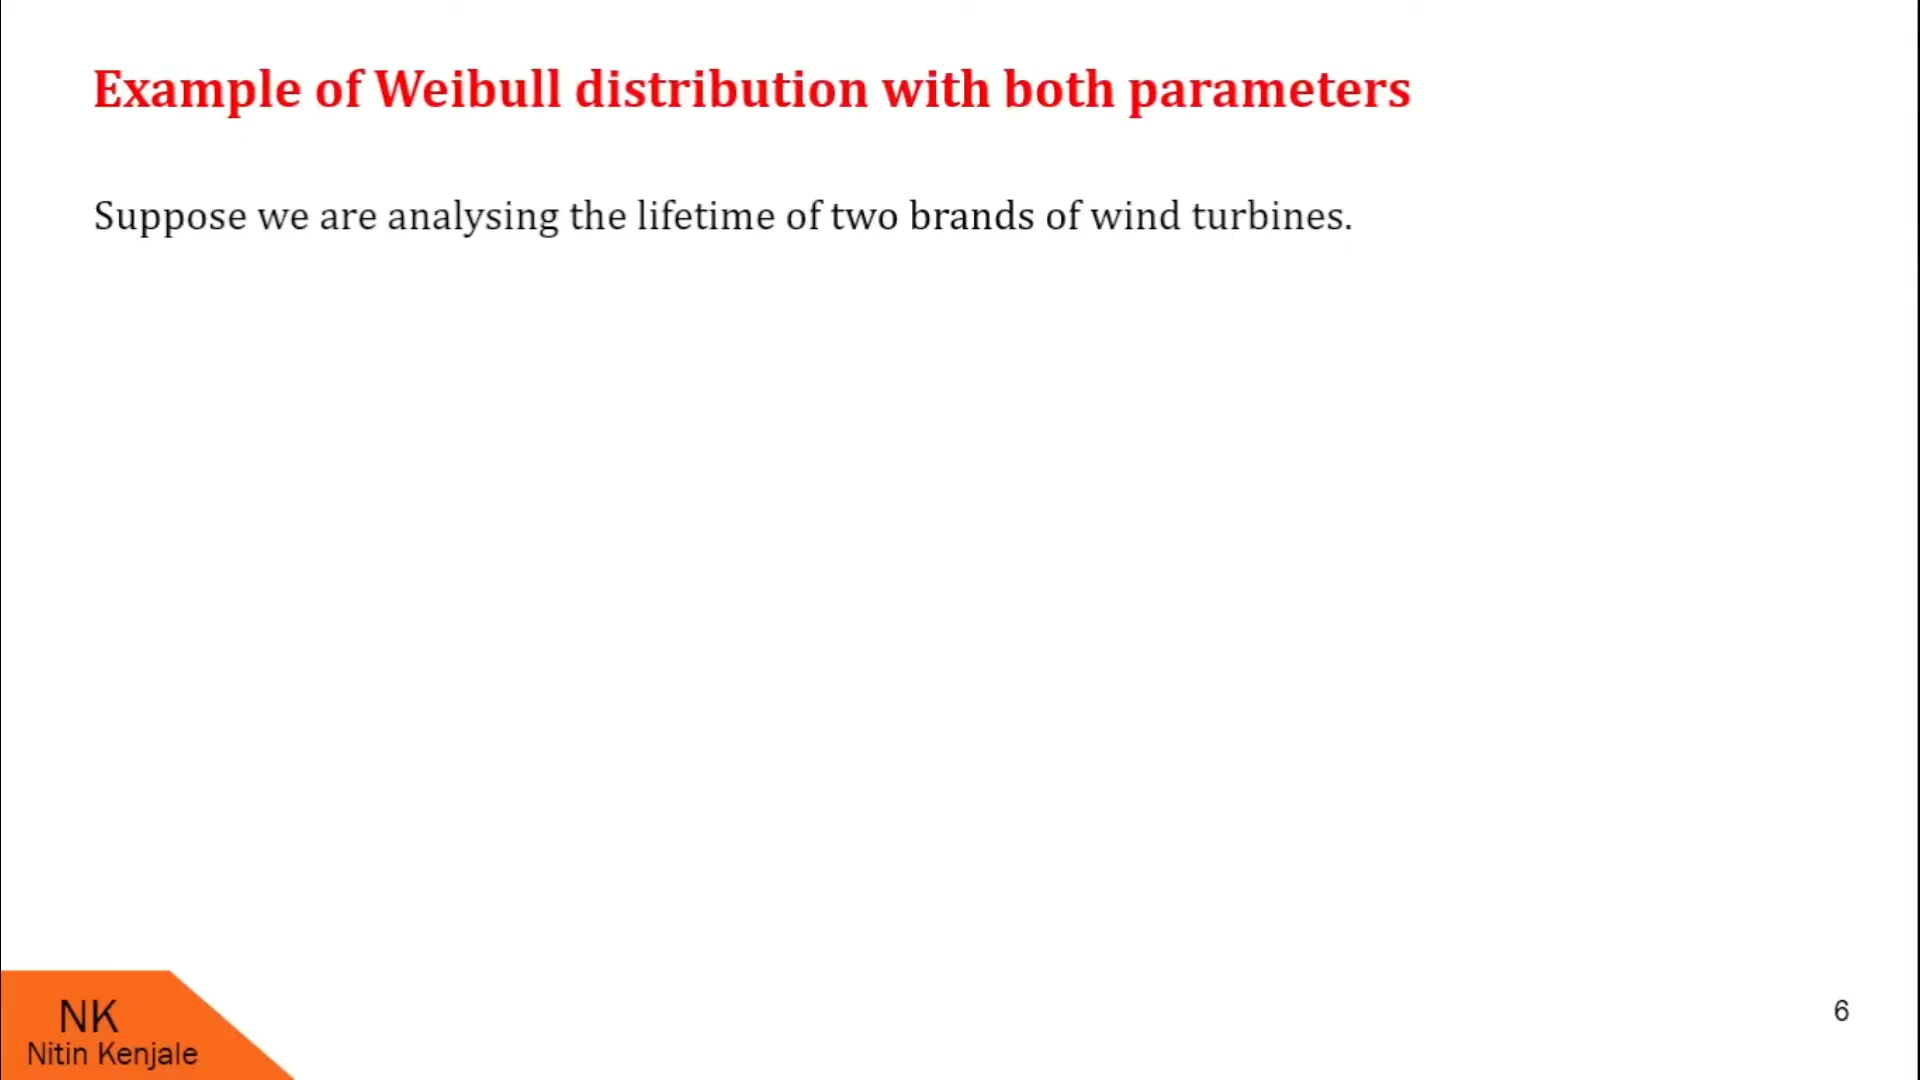 Example of Weibull distribution with both parameters
Suppose we are analysing the lifetime of two brands of wind turbines.
NK
Nitin Kenjale
6